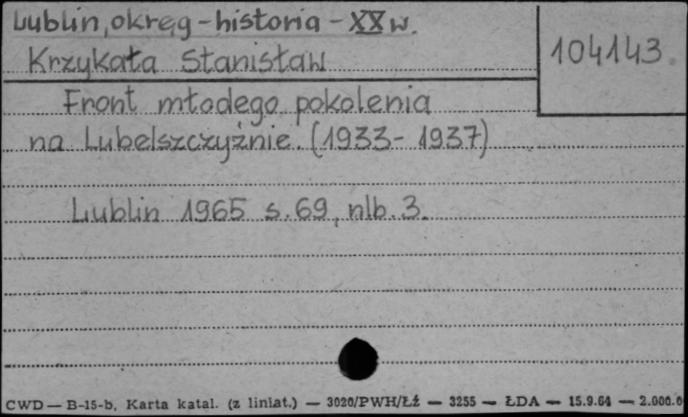 Lublin, okręg - historia - XX w.
104143.
Krzykała Stanisław
Front młodego pokolenia
na Lubelszczyźnie. (1933 - 1937)
Lublin 1965 s. 69, nlb. 3.
CWD — B-15-b, Karta katal. (z liniat.) — 3020/PWH/ŁŹ — 3255 — ŁDA — 15.9.64 — 2.000.0